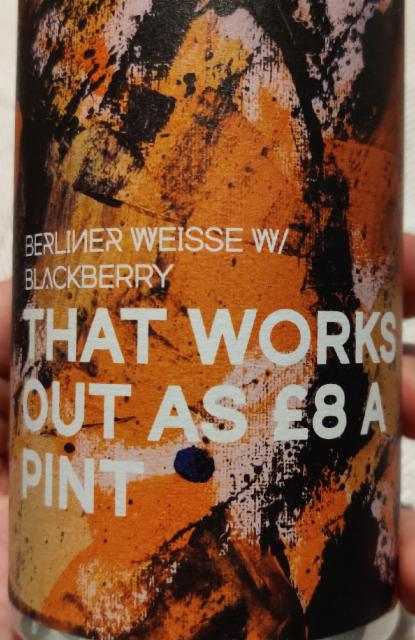 BERLINER WEISSE W/
BLACKBERRY
THAT WORKS
OUT AS £8 A
PINT